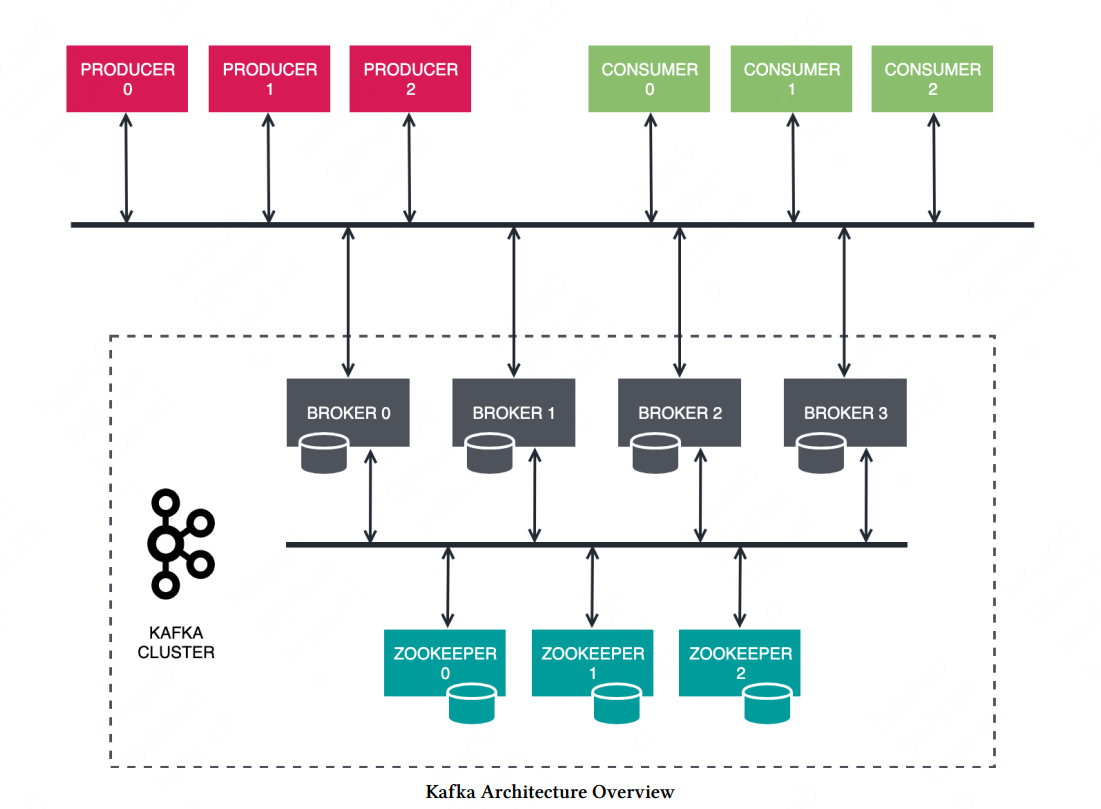 PRODUCER
0
PRODUCER
1
PRODUCER
2
CONSUMER
0
CONSUMER
1
CONSUMER
2
BROKER 0
BROKER 1
BROKER 2
BROKER 3
KAFKA
CLUSTER
ZOOKEEPER
0
ZOOKEEPER
1
ZOOKEEPER
2
Kafka Architecture Overview